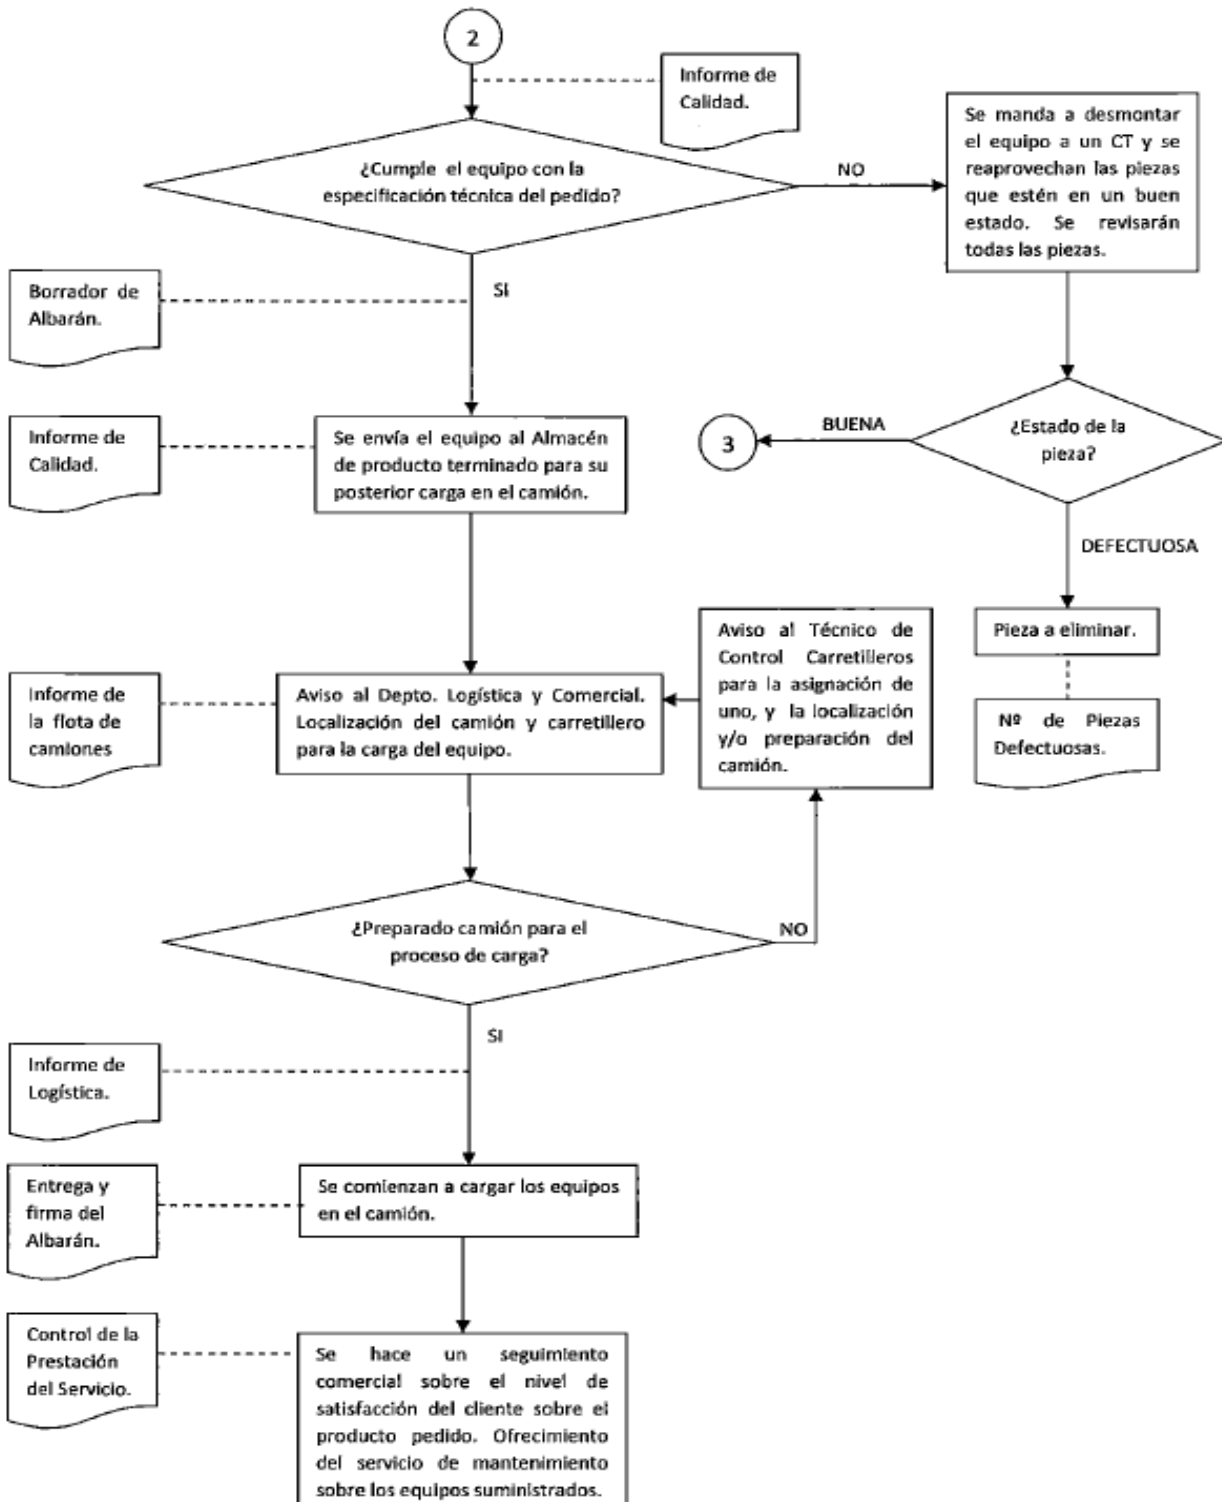 2
Informe de
Calidad.
¿Cumple el equipo con la
especificación técnica del pedido?
NO
Se manda a desmontar
el equipo a un CT y se
reaprovechan las piezas
que estén en un buen
estado. Se revisarán
todas las piezas.
Borrador de
Albarán.
SI
Informe de
Calidad.
Se envía el equipo al Almacén
de producto terminado para su
posterior carga en el camión.
3
BUENA
¿Estado de la
pieza?
DEFECTUOSA
Pieza a eliminar.
Nº de Piezas
Defectuosas.
Informe de
la flota de
camiones
Aviso al Depto. Logística y Comercial.
Localización del camión y carretillero
para la carga del equipo.
Aviso al Técnico de
Control Carretilleros
para la asignación de
uno, y la localización
y/o preparación del
camión.
¿Preparado camión para el
proceso de carga?
NO
SI
Informe de
Logística.
Entrega y
firma del
Albarán.
Se comienzan a cargar los equipos
en el camión.
Control de la
Prestación
del Servicio.
Se hace un seguimiento
comercial sobre el nivel de
satisfacción del cliente sobre el
producto pedido. Ofrecimiento
del servicio de mantenimiento
sobre los equipos suministrados.